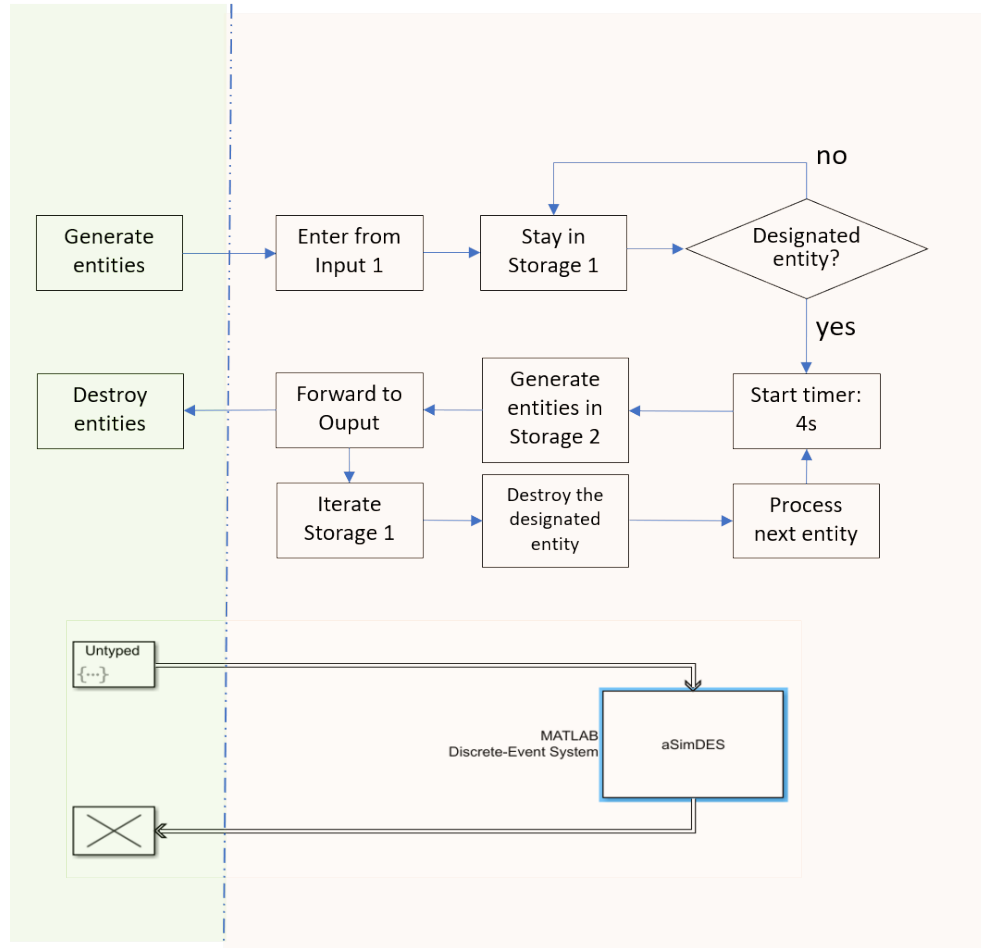 no
Generate
entities
Enter from
Input 1
Stay in
Storage 1
Designated
entity?
yes
Destroy
entities
Forward to
Ouput
Generate
entities in
Storage 2
Start timer:
4s
Iterate
Storage 1
Destroy the
designated
entity
Process
next entity
Untyped
{...}
MATLAB
Discrete-Event System
aSimDES